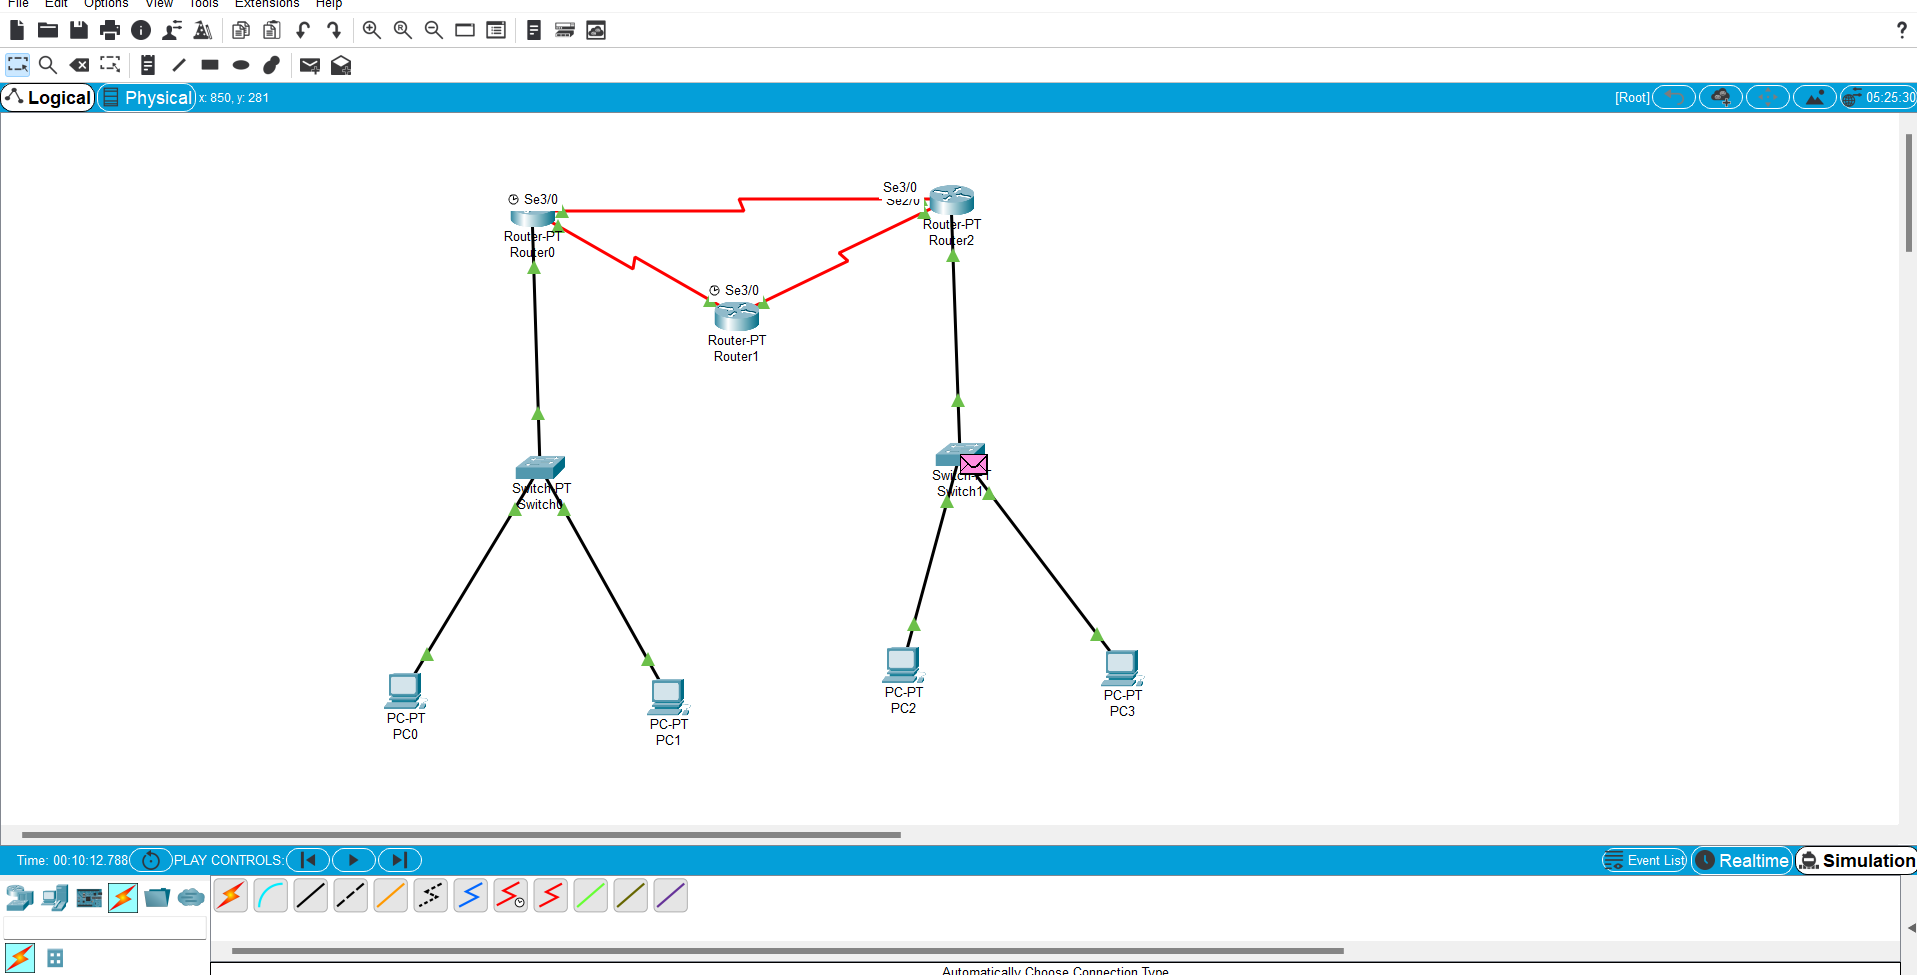 File Edit Options View Tools Extensions Help
?
Logical Physical x: 850, y: 281 [Root] 05:25:30
Se3/0
Router-PT
Router0
Se3/0
Se2/0
Router-PT
Router2
Se3/0
Router-PT
Router1
Switch-PT
Switch0
Switch-PT
Switch1
PC-PT
PC0
PC-PT
PC1
PC-PT
PC2
PC-PT
PC3
Time: 00:10:12.788 PLAY CONTROLS: Event List Realtime Simulation
Automatically Choose Connection Type